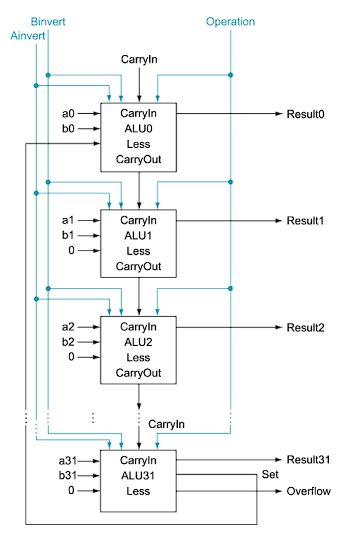 Binvert
Operation
Ainvert
CarryIn
a0
b0
CarryIn
ALU0
Less
CarryOut
Result0
a1
b1
0
CarryIn
ALU1
Less
CarryOut
Result1
a2
b2
0
CarryIn
ALU2
Less
CarryOut
Result2
CarryIn
a31
b31
0
CarryIn
ALU31
Less
Result31
Set
Overflow